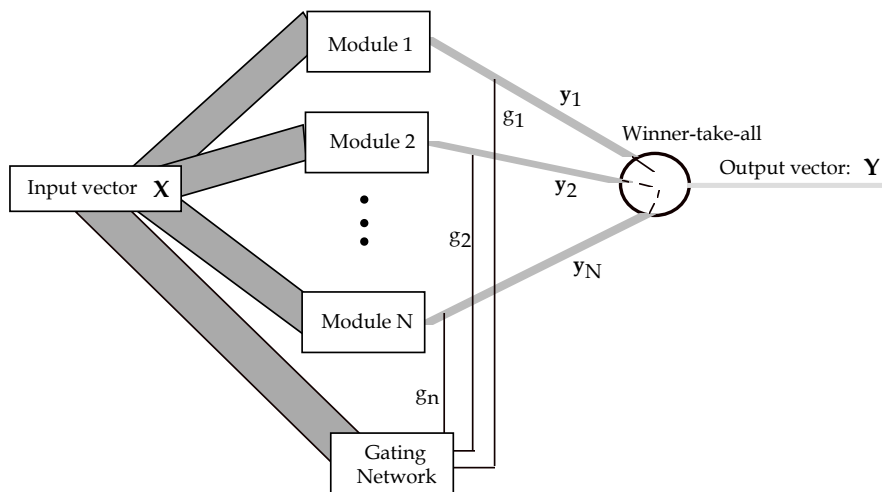 Module 1
y1
g1
Module 2
Winner-take-all
Input vector X
y2
Output vector: Y
g2
yN
Module N
gn
Gating
Network